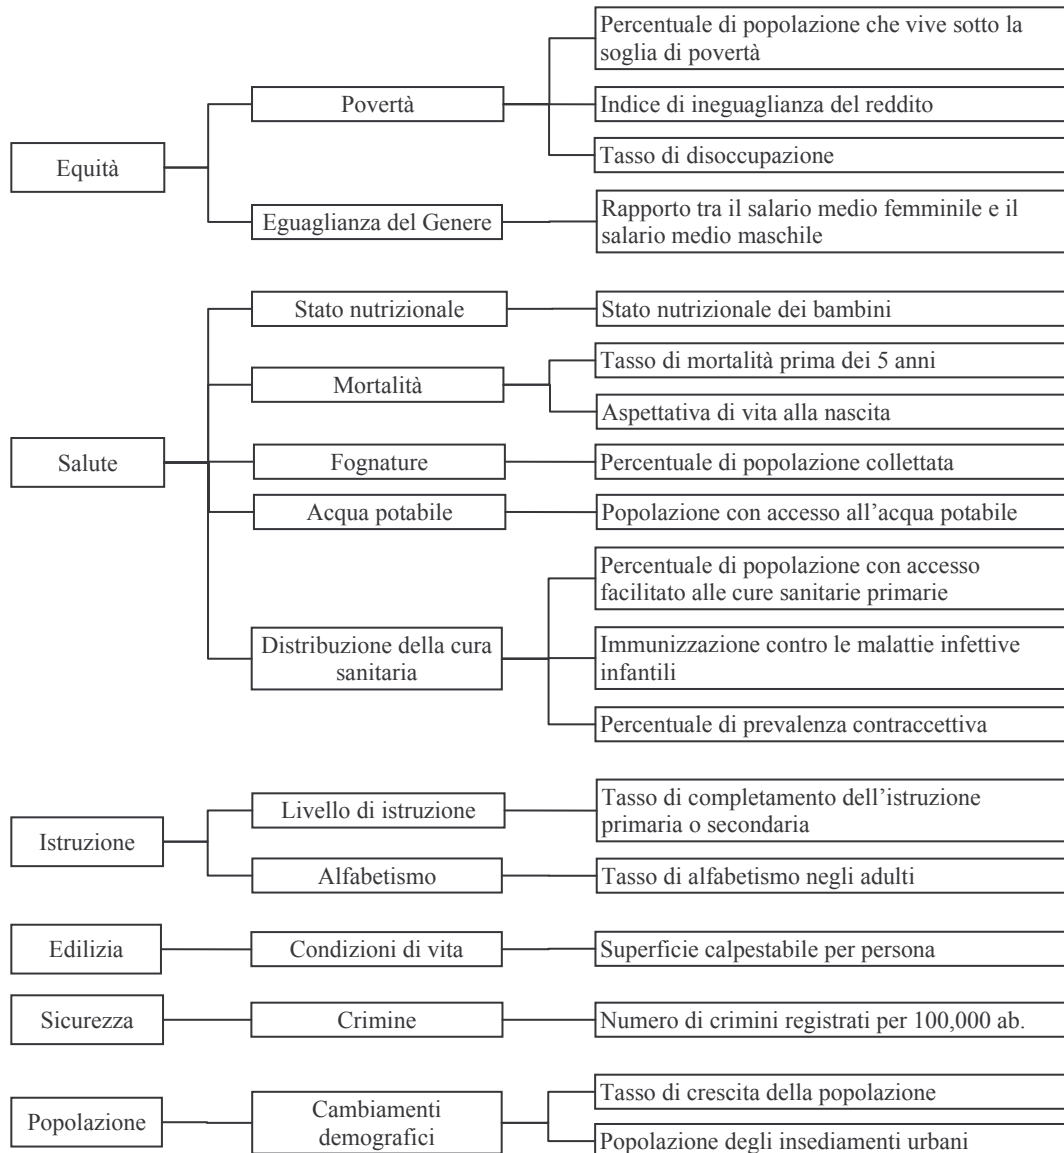 Equità
Povertà
Percentuale di popolazione che vive sotto la
soglia di povertà
Indice di ineguaglianza del reddito
Tasso di disoccupazione
Eguaglianza del Genere
Rapporto tra il salario medio femminile e il
salario medio maschile
Salute
Stato nutrizionale
Stato nutrizionale dei bambini
Mortalità
Tasso di mortalità prima dei 5 anni
Aspettativa di vita alla nascita
Fognature
Percentuale di popolazione collettata
Acqua potabile
Popolazione con accesso all’acqua potabile
Distribuzione della cura
sanitaria
Percentuale di popolazione con accesso
facilitato alle cure sanitarie primarie
Immunizzazione contro le malattie infettive
infantili
Percentuale di prevalenza contraccettiva
Istruzione
Livello di istruzione
Tasso di completamento dell’istruzione
primaria o secondaria
Alfabetismo
Tasso di alfabetismo negli adulti
Edilizia
Condizioni di vita
Superficie calpestabile per persona
Sicurezza
Crimine
Numero di crimini registrati per 100,000 ab.
Popolazione
Cambiamenti
demografici
Tasso di crescita della popolazione
Popolazione degli insediamenti urbani